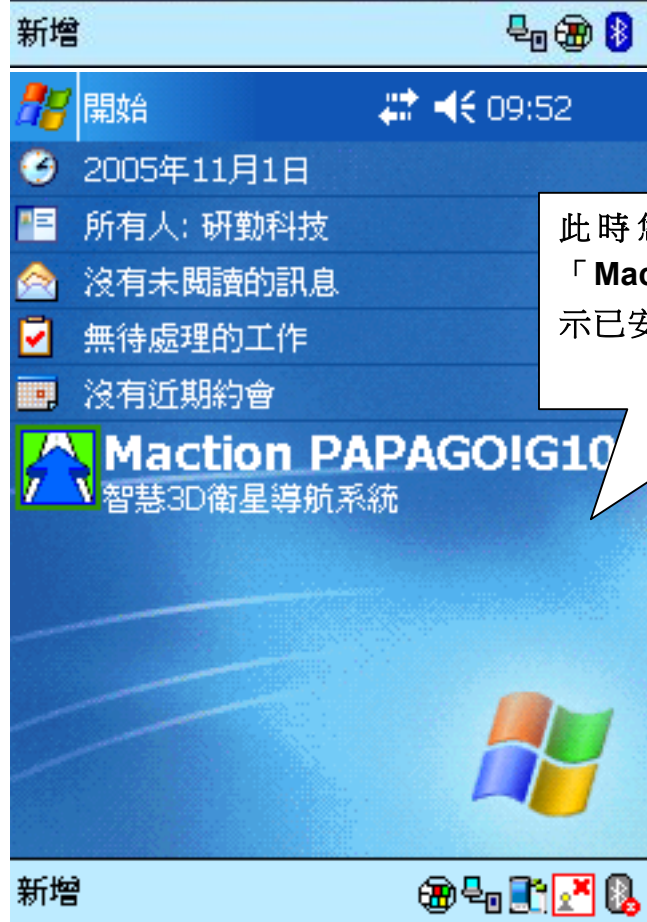 新增
開始 09:52
2005年11月1日
所有人: 研勤科技
沒有未閱讀的訊息
無待處理的工作
沒有近期約會
此時
「Mac
示已安
Maction PAPAGO!G10
智慧3D衛星導航系統
新增